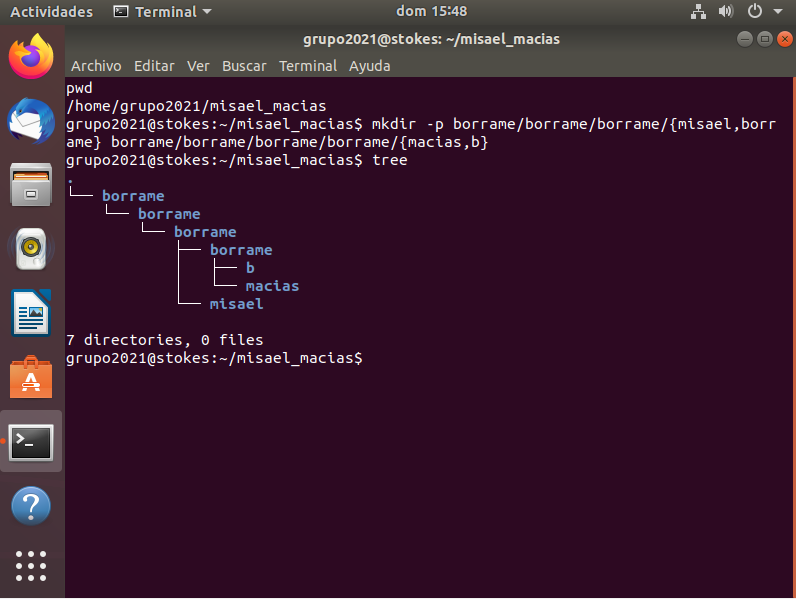 Actividades Terminal dom 15:48
grupo2021@stokes: ~/misael_macias
Archivo Editar Ver Buscar Terminal Ayuda
pwd
/home/grupo2021/misael_macias
grupo2021@stokes:~/misael_macias$ mkdir -p borrame/borrame/borrame/{misael,borr
ame} borrame/borrame/borrame/borrame/{macias,b}
grupo2021@stokes:~/misael_macias$ tree
.
└── borrame
    └── borrame
        └── borrame
            ├── borrame
            │   ├── b
            │   └── macias
            └── misael
7 directories, 0 files
grupo2021@stokes:~/misael_macias$